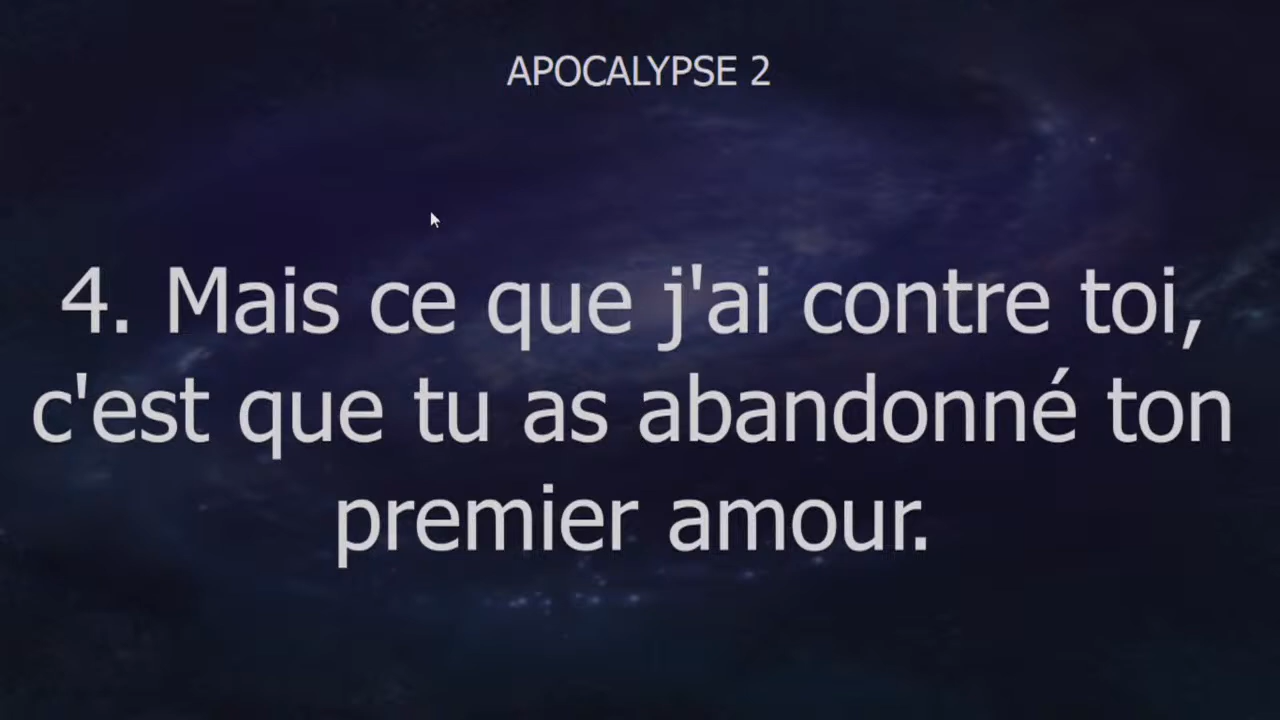 APOCALYPSE 2
4. Mais ce que j'ai contre toi,
c'est que tu as abandonné ton
premier amour.